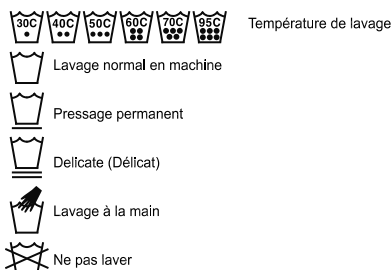 30C 40C 50C 60C 70C 95C Température de lavage
Lavage normal en machine
Pressage permanent
Delicate (Délicat)
Lavage à la main
Ne pas laver